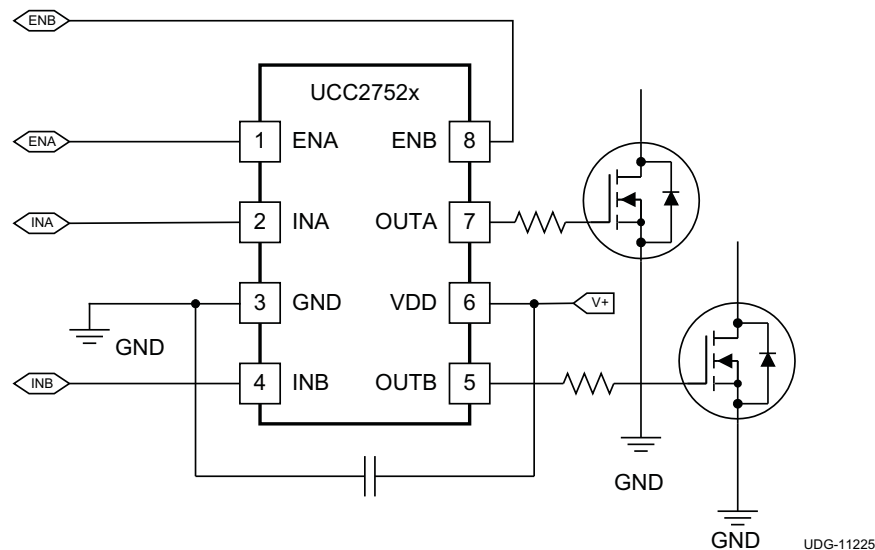 ENB
UCC2752x
ENA
1 ENA ENB 8
INA
2 INA OUTA 7
3 GND VDD 6
V+
GND
INB
4 INB OUTB 5
GND
GND
UDG-11225